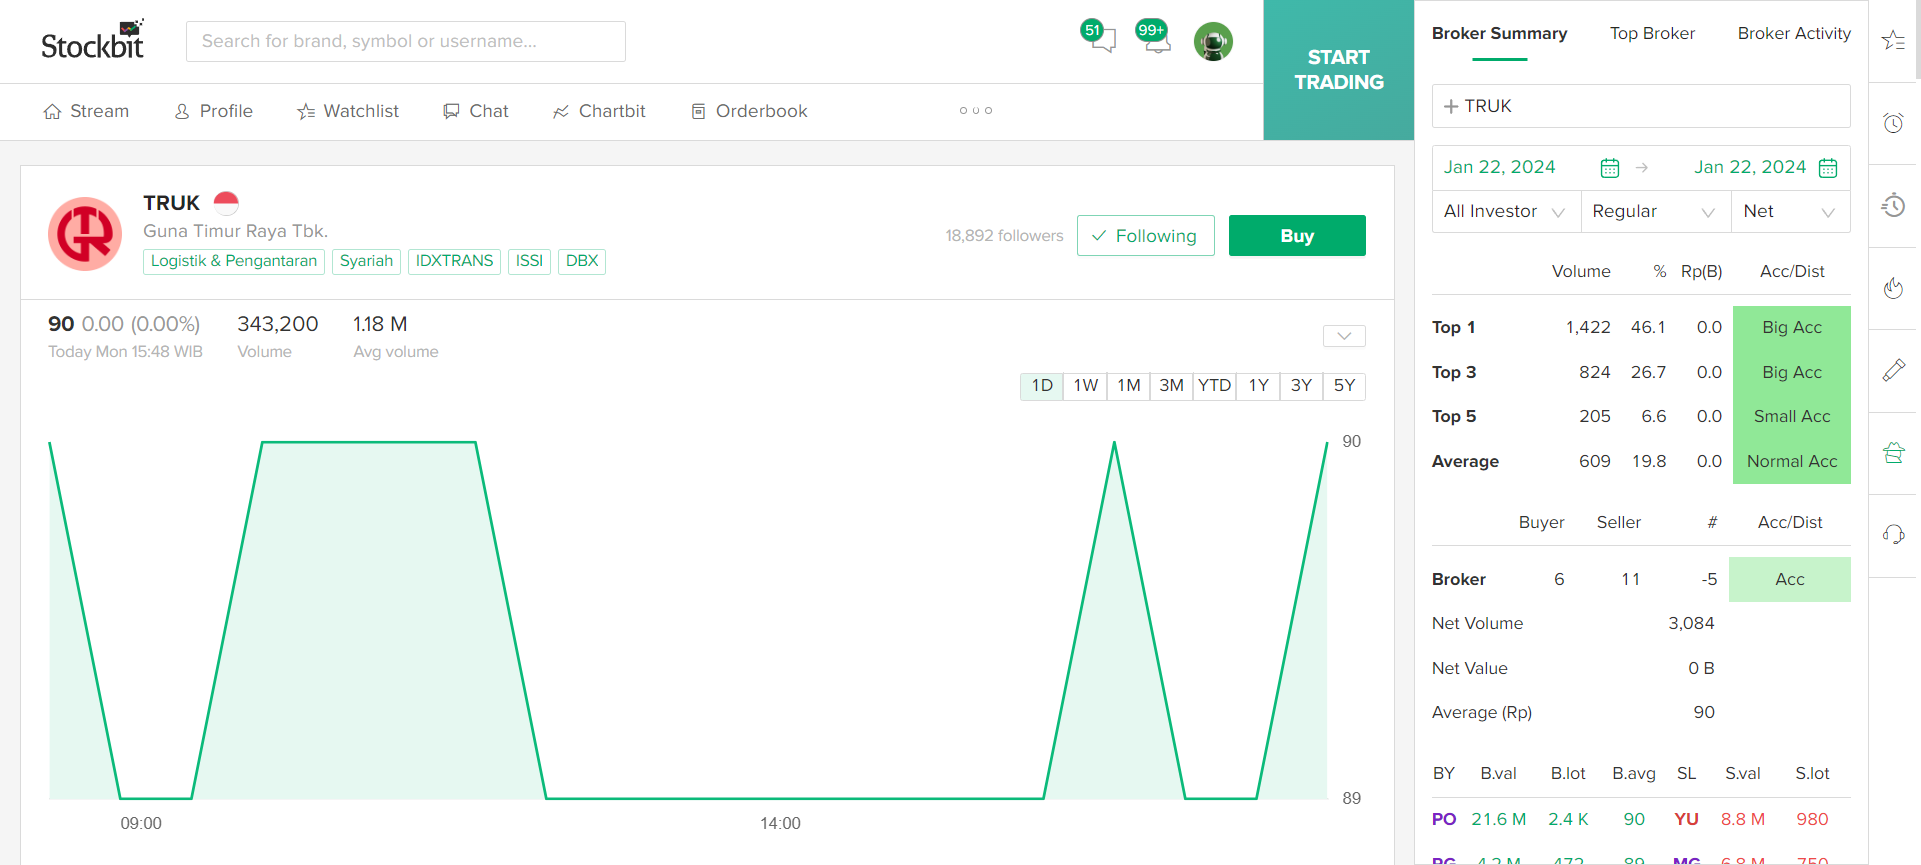 Stockbit
Search for brand, symbol or username...
51
99+
START
TRADING
Stream
Profile
Watchlist
Chat
Chartbit
Orderbook
TRUK
Guna Timur Raya Tbk.
Logistik & Pengantaran
Syariah
IDXTRANS
ISSI
DBX
18,892 followers
Following
Buy
90 0.00 (0.00%)
343,200
1.18 M
Today Mon 15:48 WIB
Volume
Avg volume
1D 1W 1M 3M YTD 1Y 3Y 5Y
90
89
09:00
14:00
Broker Summary
Top Broker
Broker Activity
TRUK
Jan 22, 2024 → Jan 22, 2024
All Investor
Regular
Net
Volume % Rp(B) Acc/Dist
Top 1 1,422 46.1 0.0 Big Acc
Top 3 824 26.7 0.0 Big Acc
Top 5 205 6.6 0.0 Small Acc
Average 609 19.8 0.0 Normal Acc
Buyer Seller # Acc/Dist
Broker 6 11 -5 Acc
Net Volume 3,084
Net Value 0 B
Average (Rp) 90
BY B.val B.lot B.avg SL S.val S.lot
PO 21.6 M 2.4 K 90 YU 8.8 M 980